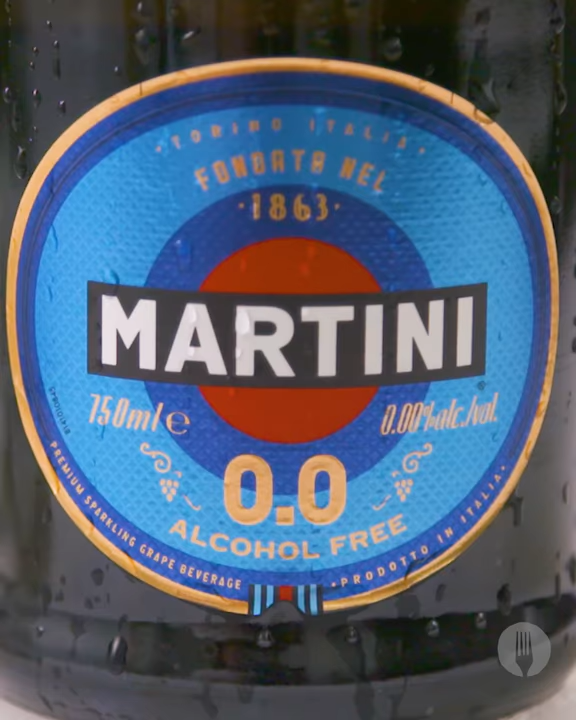 •TORINO ITALIA•
FONDATO NEL
•1863•
MARTINI
750ml e
0.00%alc./vol.
0.0
ALCOHOL FREE
PREMIUM SPARKLING GRAPE BEVERAGE
•PRODOTTO IN ITALIA•